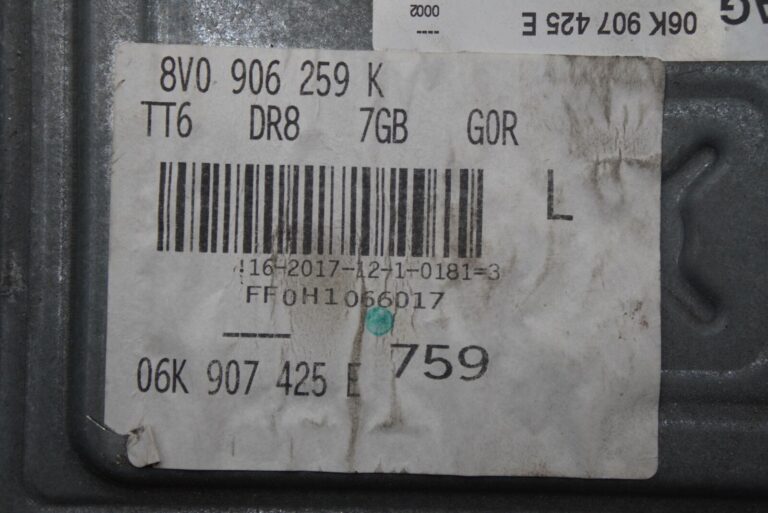 AG
06K 907 425 E
---- 0002
8V0 906 259 K
TT6 DR8 7GB G0R
L
!16-2017-12-1-0181=3
FF0H1066017
759
06K 907 425 E